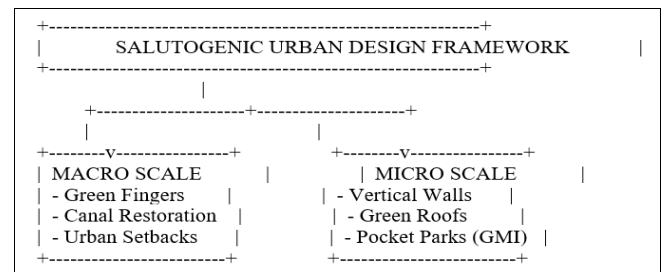 +--------------------------------------------------------+
| SALUTOGENIC URBAN DESIGN FRAMEWORK |
+--------------------------------------------------------+
|
+--------------------+-------------------+
| |
+--------v---------------+ +--------v---------------+
| MACRO SCALE | | MICRO SCALE |
| - Green Fingers | | - Vertical Walls |
| - Canal Restoration | | - Green Roofs |
| - Urban Setbacks | | - Pocket Parks (GMI) |
+-----------------------+ +-----------------------+